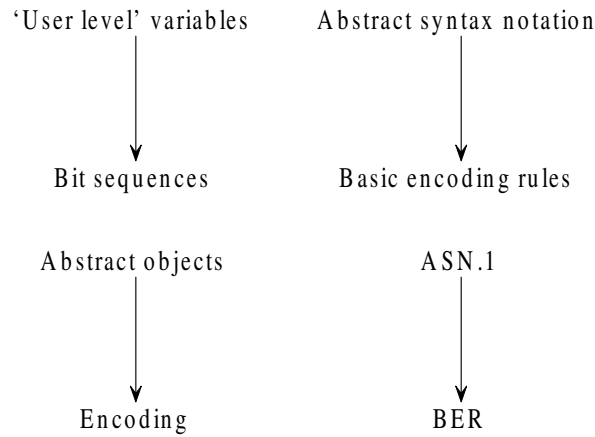 ‘User level’ variables
Abstract syntax notation
Bit sequences
Basic encoding rules
Abstract objects
ASN.1
Encoding
BER